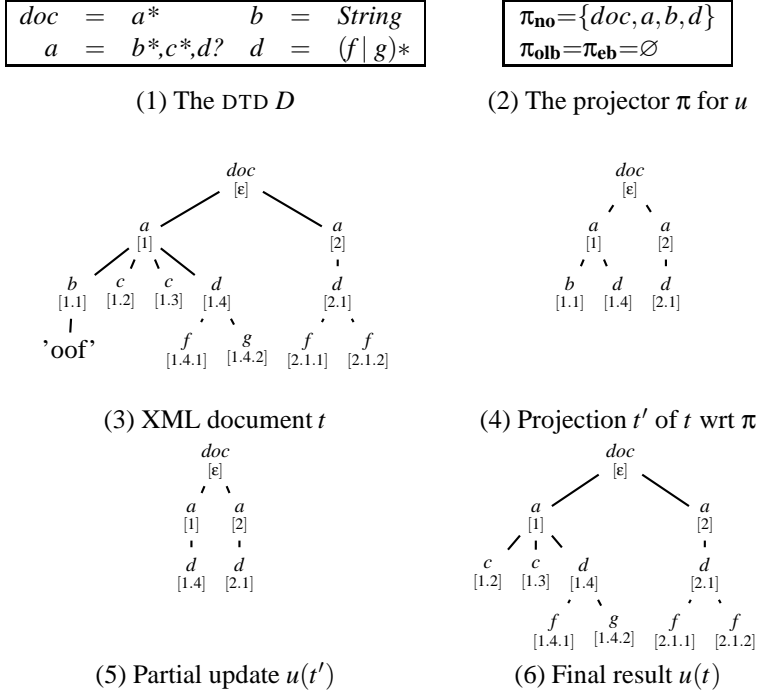 doc = a* b = String
a = b*,c*,d? d = (f | g)*
π_no={doc,a,b,d}
π_olb=π_eb=∅
(1) The DTD D (2) The projector π for u
doc
[ε]
a a
[1] [2]
b c c d d
[1.1] [1.2] [1.3] [1.4] [2.1]
'oof' f g f f
[1.4.1] [1.4.2] [2.1.1] [2.1.2]
(3) XML document t
doc
[ε]
a a
[1] [2]
b d d
[1.1] [1.4] [2.1]
(4) Projection t′ of t wrt π
doc
[ε]
a a
[1] [2]
d d
[1.4] [2.1]
(5) Partial update u(t′)
doc
[ε]
a a
[1] [2]
c c d d
[1.2] [1.3] [1.4] [2.1]
f g f f
[1.4.1] [1.4.2] [2.1.1] [2.1.2]
(6) Final result u(t)